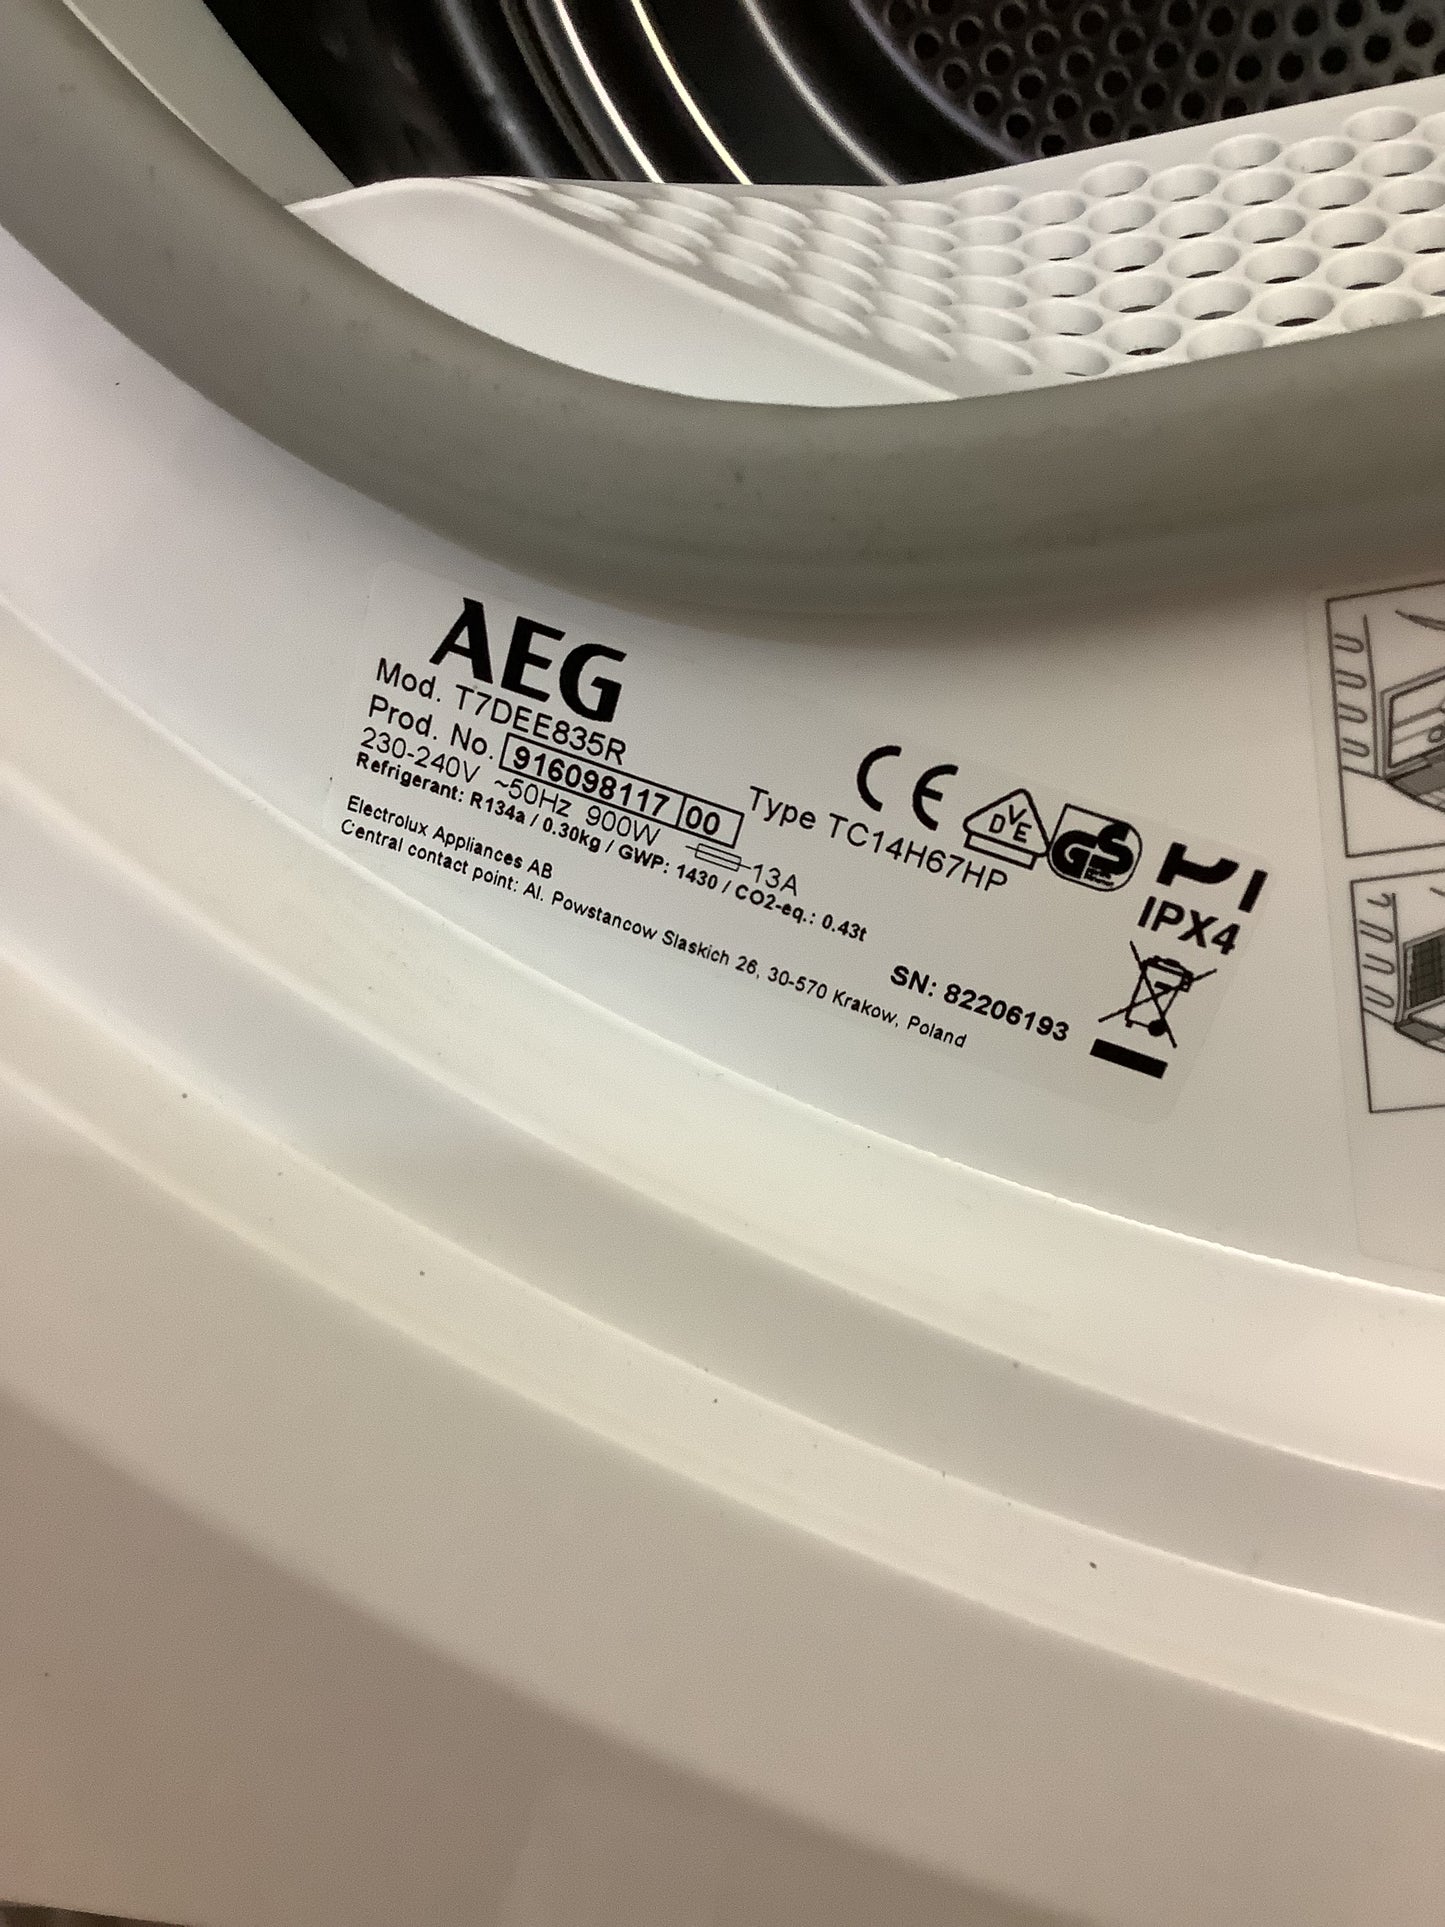 AEG
Mod. T7DEE835R
Prod. No. 916098117 00 Type TC14H67HP
230-240V ~50Hz 900W 13A
Refrigerant: R134a / 0.30kg / GWP: 1430 / CO2-eq.: 0.43t
Electrolux Appliances AB
Central contact point: Al. Powstancow Slaskich 26, 30-570 Krakow, Poland
SN: 82206193
CE
DVE
GS
IPX4